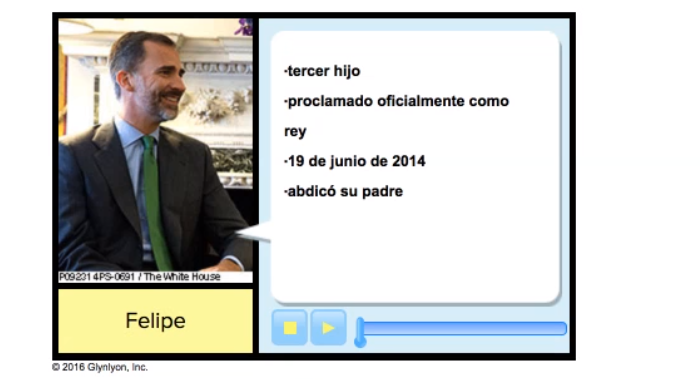 ·tercer hijo
·proclamado oficialmente como
rey
·19 de junio de 2014
·abdicó su padre
P092314PS-0691 / The White House
Felipe
© 2016 Glynlyon, Inc.